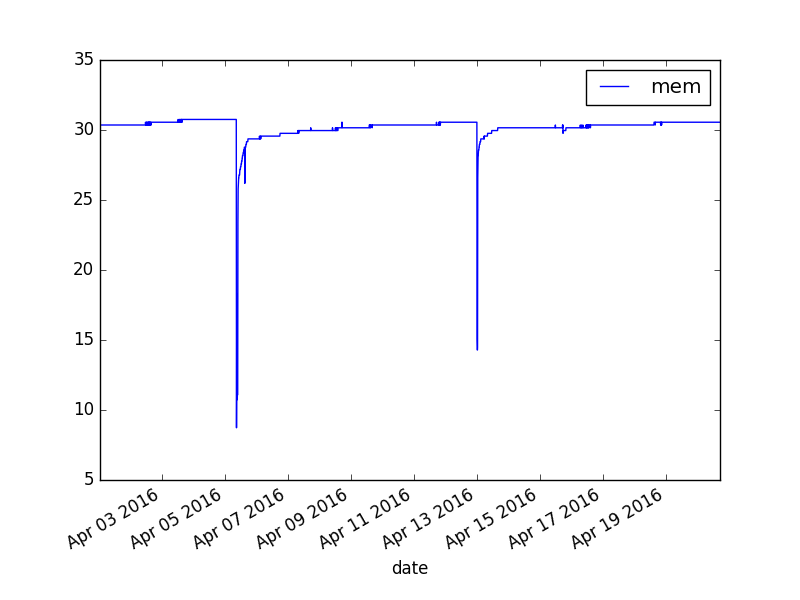 35
mem
30
25
20
15
10
5
Apr 03 2016
Apr 05 2016
Apr 07 2016
Apr 09 2016
Apr 11 2016
Apr 13 2016
Apr 15 2016
Apr 17 2016
Apr 19 2016
date